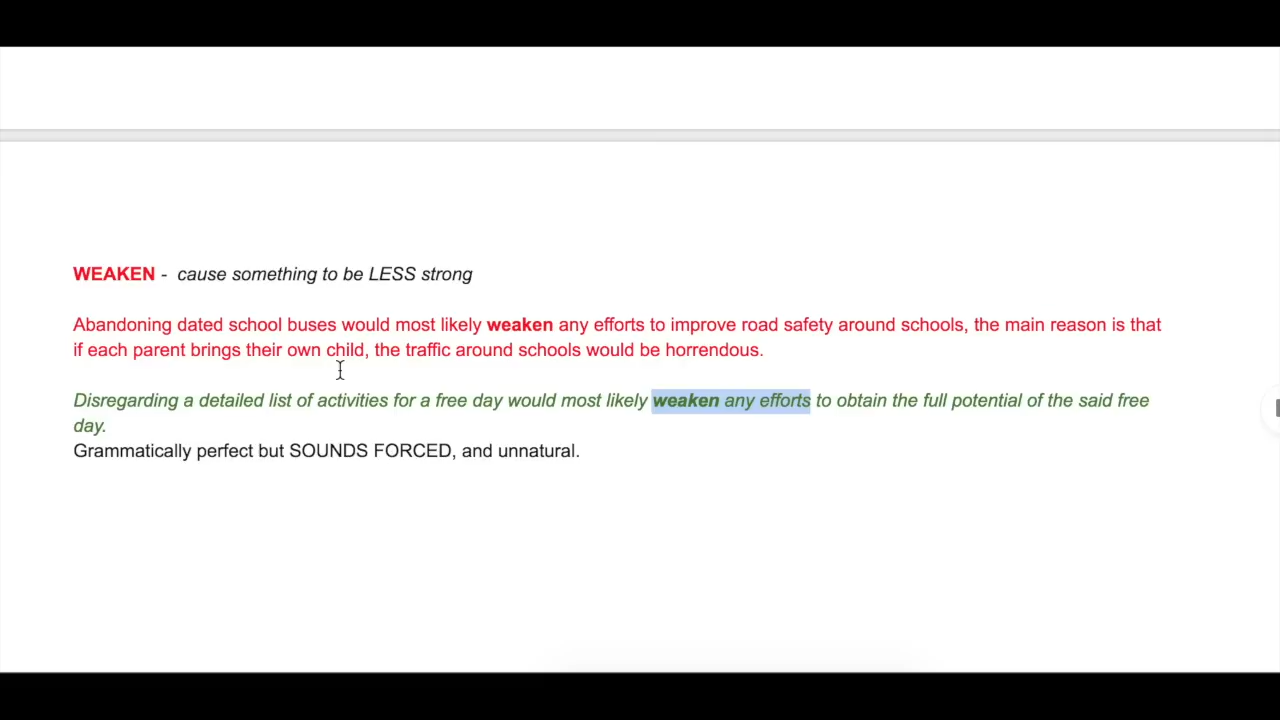 WEAKEN - cause something to be LESS strong
Abandoning dated school buses would most likely weaken any efforts to improve road safety around schools, the main reason is that
if each parent brings their own child, the traffic around schools would be horrendous.
Disregarding a detailed list of activities for a free day would most likely weaken any efforts to obtain the full potential of the said free
day.
Grammatically perfect but SOUNDS FORCED, and unnatural.